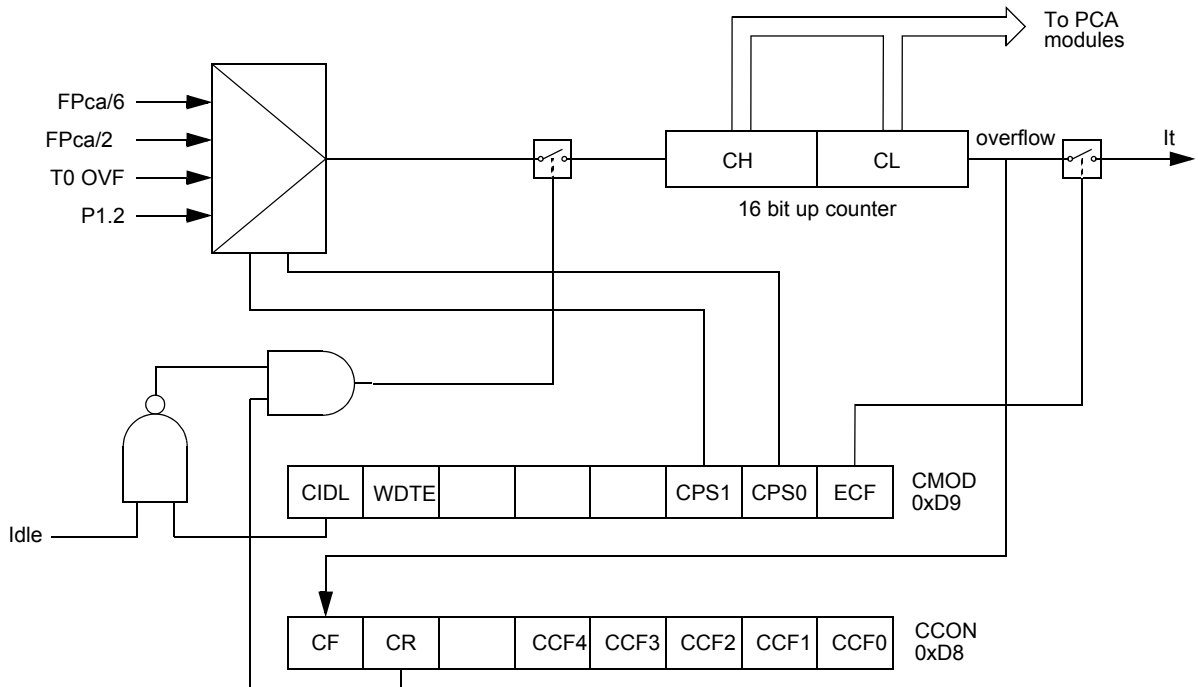 To PCA
modules
FPca/6
FPca/2
T0 OVF
P1.2
overflow
It
CH
CL
16 bit up counter
CIDL
WDTE
CPS1
CPS0
ECF
CMOD
0xD9
Idle
CF
CR
CCF4
CCF3
CCF2
CCF1
CCF0
CCON
0xD8